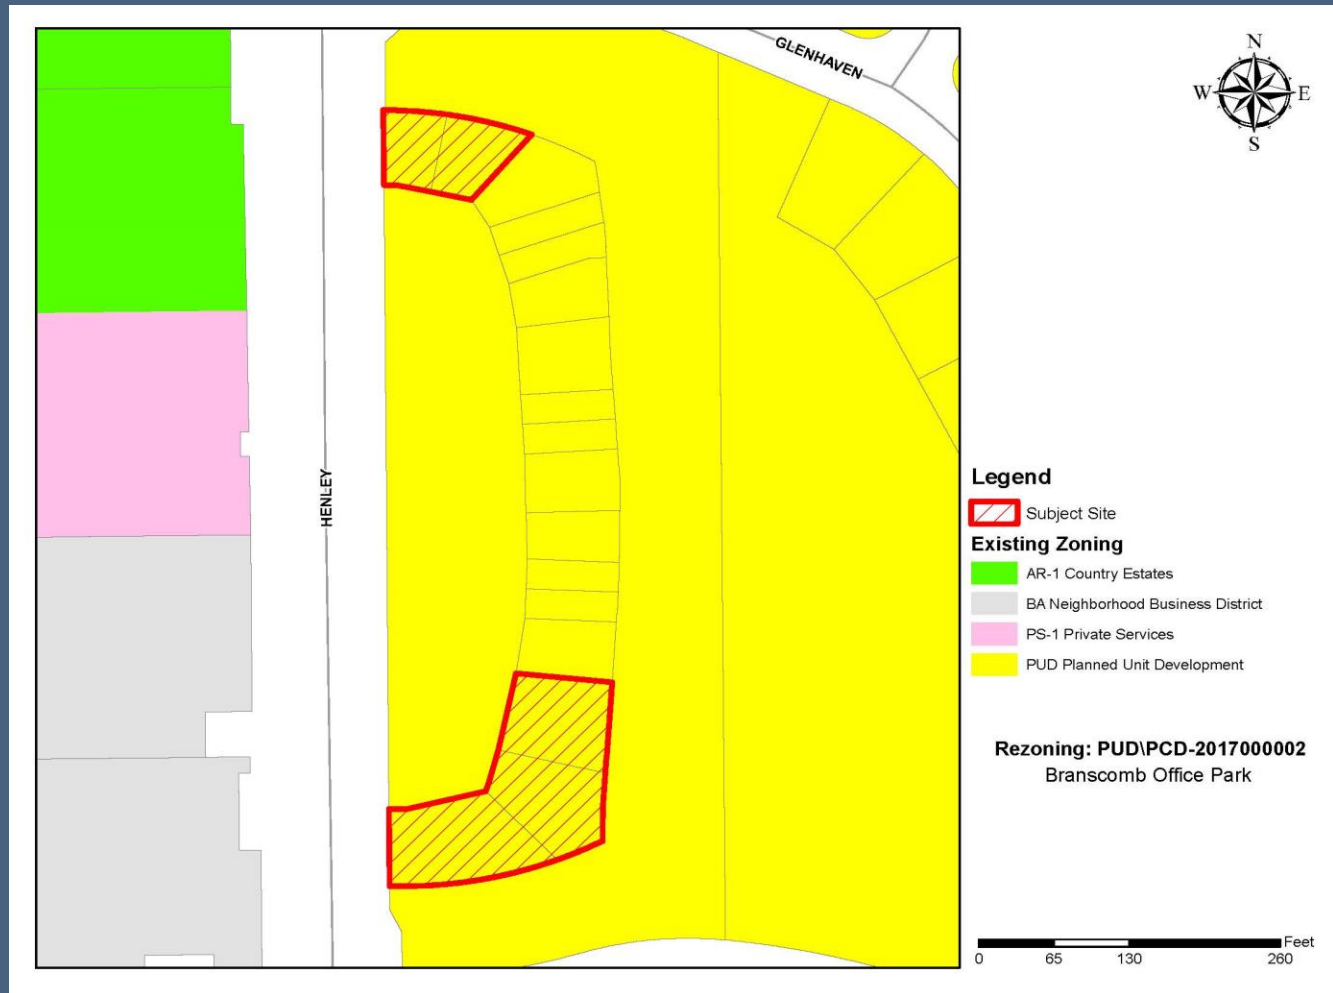 GLENHAVEN
N
W E
S
HENLEY
Legend
Subject Site
Existing Zoning
AR-1 Country Estates
BA Neighborhood Business District
PS-1 Private Services
PUD Planned Unit Development
Rezoning: PUD\PCD-2017000002
Branscomb Office Park
Feet
0 65 130 260